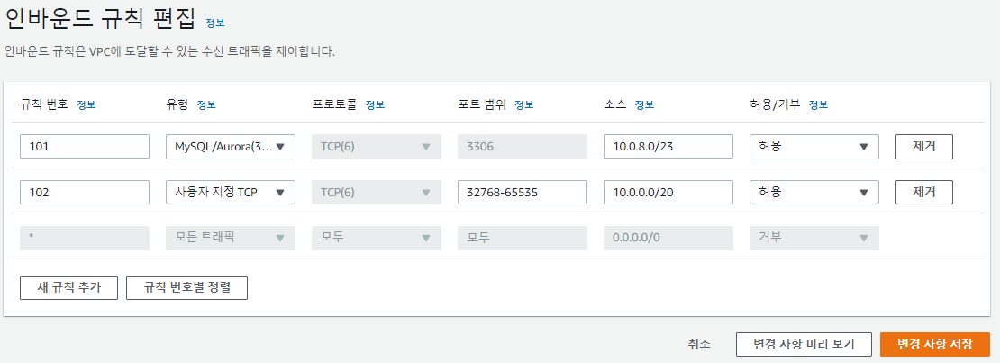 인바운드 규칙 편집 정보
인바운드 규칙은 VPC에 도달할 수 있는 수신 트래픽을 제어합니다.
규칙 번호 정보 유형 정보 프로토콜 정보 포트 범위 정보 소스 정보 허용/거부 정보
101 MySQL/Aurora(3... TCP(6) 3306 10.0.8.0/23 허용 제거
102 사용자 지정 TCP TCP(6) 32768-65535 10.0.0.0/20 허용 제거
* 모든 트래픽 모두 모두 0.0.0.0/0 거부
새 규칙 추가 규칙 번호별 정렬
취소 변경 사항 미리 보기 변경 사항 저장